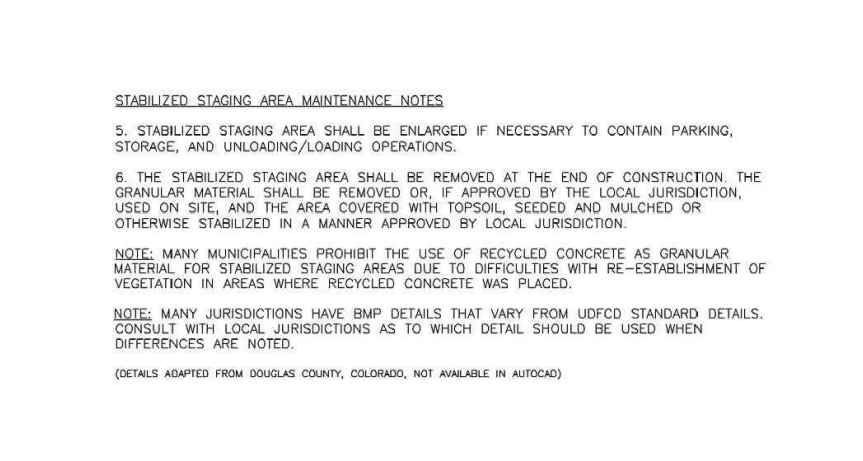 STABILIZED STAGING AREA MAINTENANCE NOTES
5. STABILIZED STAGING AREA SHALL BE ENLARGED IF NECESSARY TO CONTAIN PARKING,
STORAGE, AND UNLOADING/LOADING OPERATIONS.
6. THE STABILIZED STAGING AREA SHALL BE REMOVED AT THE END OF CONSTRUCTION. THE
GRANULAR MATERIAL SHALL BE REMOVED OR, IF APPROVED BY THE LOCAL JURISDICTION,
USED ON SITE, AND THE AREA COVERED WITH TOPSOIL, SEEDED AND MULCHED OR
OTHERWISE STABILIZED IN A MANNER APPROVED BY LOCAL JURISDICTION.
NOTE: MANY MUNICIPALITIES PROHIBIT THE USE OF RECYCLED CONCRETE AS GRANULAR
MATERIAL FOR STABILIZED STAGING AREAS DUE TO DIFFICULTIES WITH RE-ESTABLISHMENT OF
VEGETATION IN AREAS WHERE RECYCLED CONCRETE WAS PLACED.
NOTE: MANY JURISDICTIONS HAVE BMP DETAILS THAT VARY FROM UDFCD STANDARD DETAILS.
CONSULT WITH LOCAL JURISDICTIONS AS TO WHICH DETAIL SHOULD BE USED WHEN
DIFFERENCES ARE NOTED.
(DETAILS ADAPTED FROM DOUGLAS COUNTY, COLORADO, NOT AVAILABLE IN AUTOCAD)